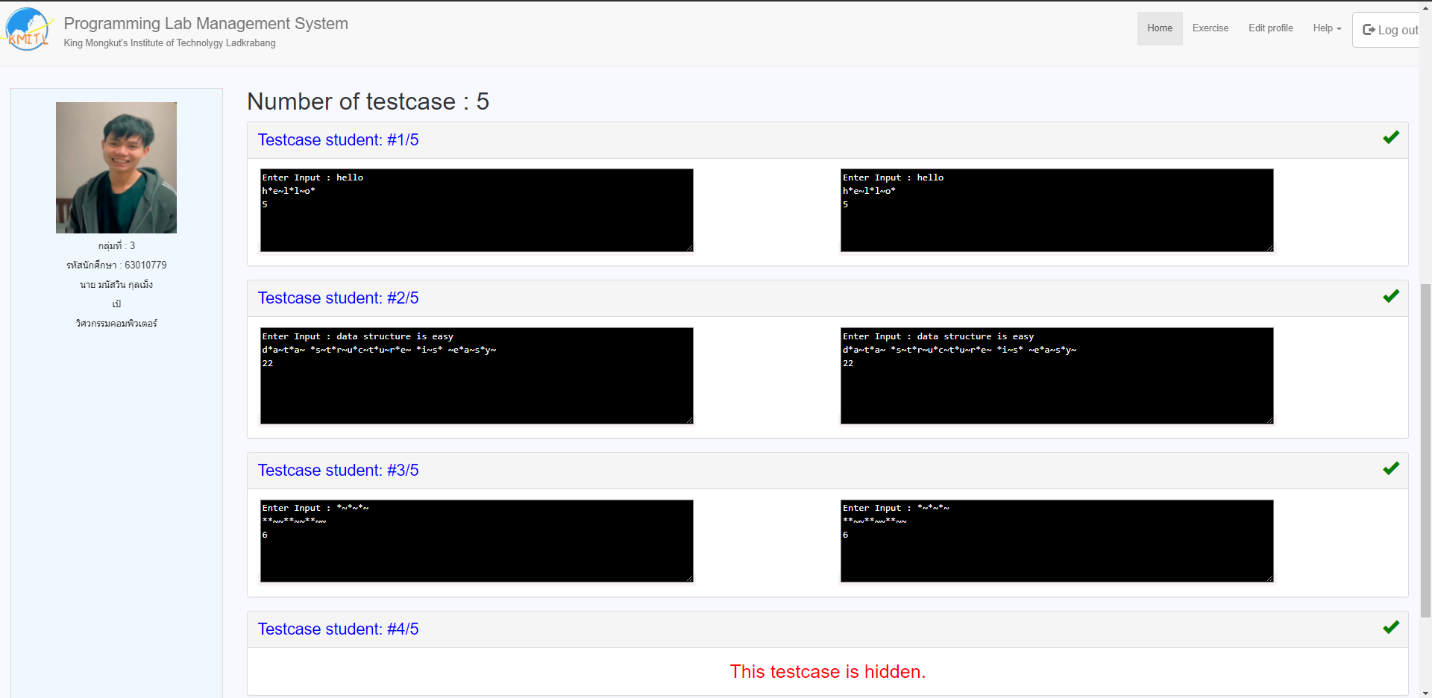 KMITL
Programming Lab Management System
King Mongkut's Institute of Technolygy Ladkrabang
Home
Exercise
Edit profile
Help
Log out
กลุ่มที่ : 3
รหัสนักศึกษา : 63010779
นาย มนัสวิน กุลเม็ง
เป้
วิศวกรรมคอมพิวเตอร์
Number of testcase : 5
Testcase student: #1/5
Enter Input : hello
h*e~l*l~o*
5
Enter Input : hello
h*e~l*l~o*
5
Testcase student: #2/5
Enter Input : data structure is easy
d*a~t*a~ *s~t*r~u*c~t*u~r*e~ *i~s* ~e*a~s*y~
22
Enter Input : data structure is easy
d*a~t*a~ *s~t*r~u*c~t*u~r*e~ *i~s* ~e*a~s*y~
22
Testcase student: #3/5
Enter Input : *~*~*~
**~~**~~**~~
6
Enter Input : *~*~*~
**~~**~~**~~
6
Testcase student: #4/5
This testcase is hidden.